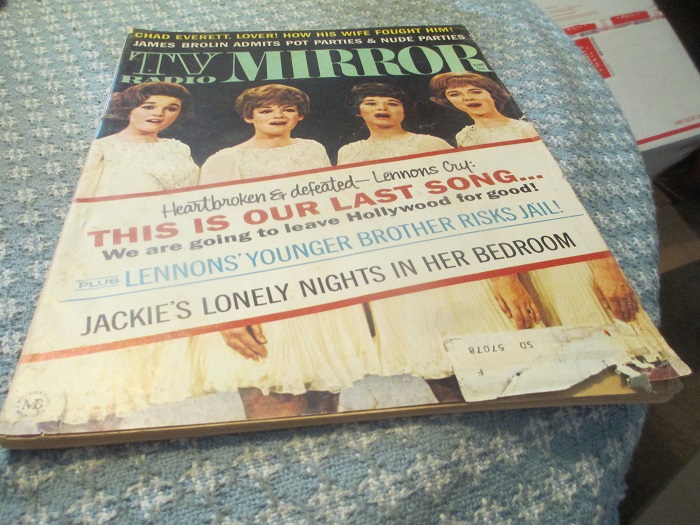 CHAD EVERETT, LOVER! HOW HIS WIFE FOUGHT HIM!
JAMES BROLIN ADMITS POT PARTIES & NUDE PARTIES
TV MIRROR
RADIO
Heartbroken & defeated—Lennons Cry:
THIS IS OUR LAST SONG...
We are going to leave Hollywood for good!
PLUS LENNONS' YOUNGER BROTHER RISKS JAIL!
JACKIE'S LONELY NIGHTS IN HER BEDROOM
SD 57078
F